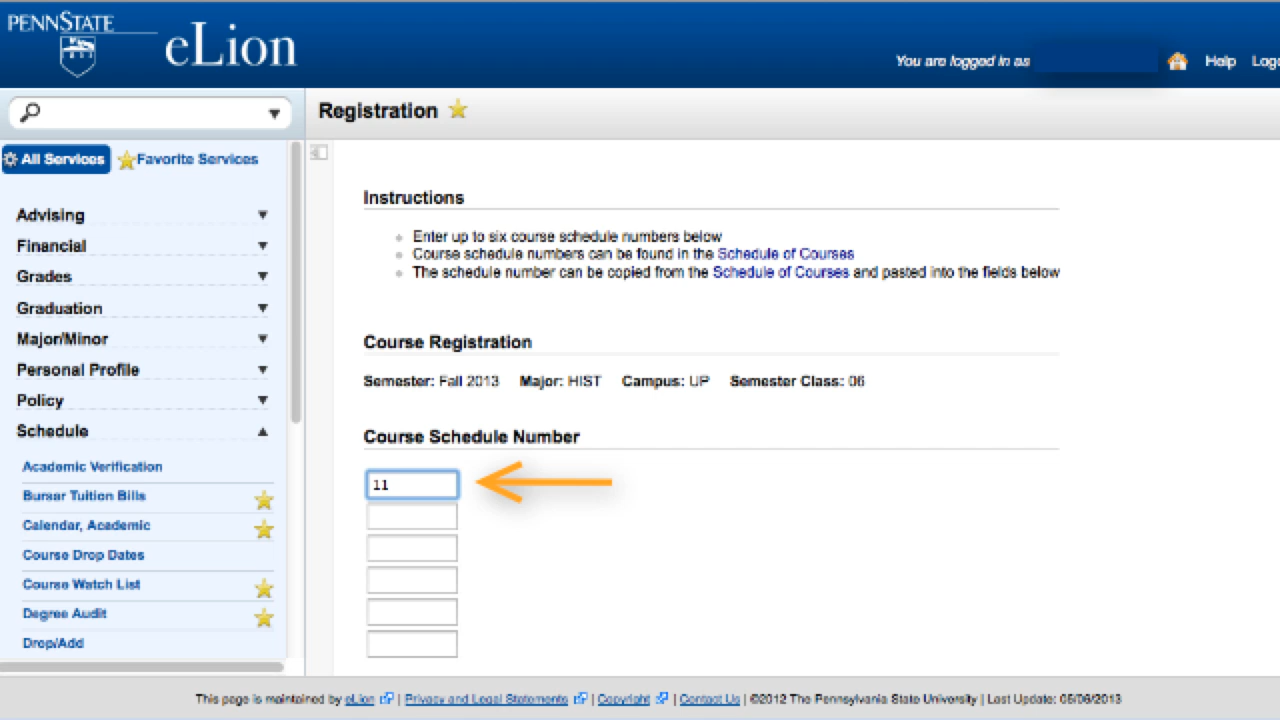 PENNSTATE
eLion
You are logged in as
Help
Registration
All Services
Favorite Services
Advising
Financial
Grades
Graduation
Major/Minor
Personal Profile
Policy
Schedule
Academic Verification
Bursar Tuition Bills
Calendar, Academic
Course Drop Dates
Course Watch List
Degree Audit
Drop/Add
Instructions
Enter up to six course schedule numbers below
Course schedule numbers can be found in the Schedule of Courses
The schedule number can be copied from the Schedule of Courses and pasted into the fields below
Course Registration
Semester: Fall 2013 Major: HIST Campus: UP Semester Class: 06
Course Schedule Number
11
This page is maintained by eLion | Privacy and Legal Statements | Copyright | Contact Us | ©2012 The Pennsylvania State University | Last Update: 05/06/2013